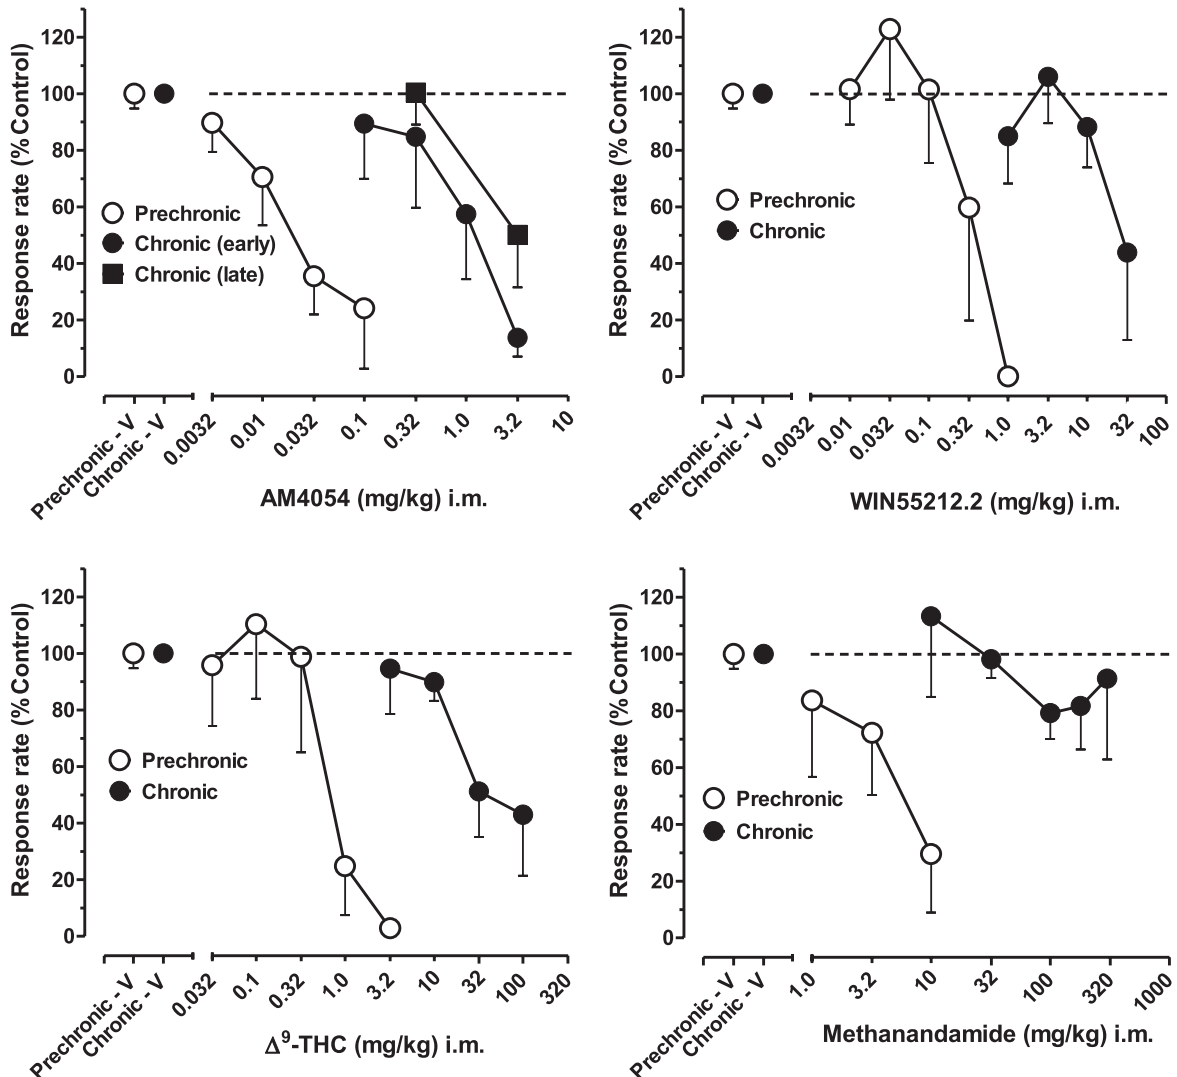 Response rate (%Control)
120
100
80
60
40
20
0
Prechronic
Chronic (early)
Chronic (late)
Prechronic - V
Chronic - V
0.0032
0.01
0.032
0.1
0.32
1.0
3.2
10
AM4054 (mg/kg) i.m.
Response rate (%Control)
120
100
80
60
40
20
0
Prechronic
Chronic
Prechronic - V
Chronic - V
0.0032
0.01
0.032
0.1
0.32
1.0
3.2
10
32
100
WIN55212.2 (mg/kg) i.m.
Response rate (%Control)
120
100
80
60
40
20
0
Prechronic
Chronic
Prechronic - V
Chronic - V
0.032
0.1
0.32
1.0
3.2
10
32
100
320
Δ⁹-THC (mg/kg) i.m.
Response rate (%Control)
120
100
80
60
40
20
0
Prechronic
Chronic
Prechronic - V
Chronic - V
1.0
3.2
10
32
100
320
1000
Methanandamide (mg/kg) i.m.